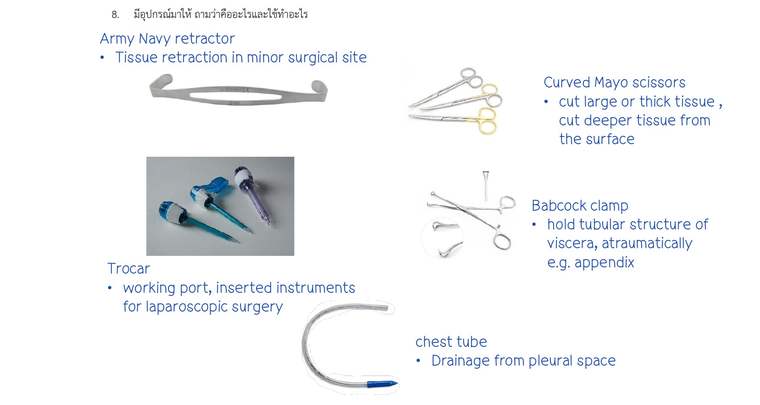 8. มีอุปกรณ์มาให้ ถามว่าคืออะไรและใช้ทำอะไร
Army Navy retractor
• Tissue retraction in minor surgical site
Curved Mayo scissors
• cut large or thick tissue ,
cut deeper tissue from
the surface
Babcock clamp
• hold tubular structure of
viscera, atraumatically
e.g. appendix
Trocar
• working port, inserted instruments
for laparoscopic surgery
chest tube
• Drainage from pleural space